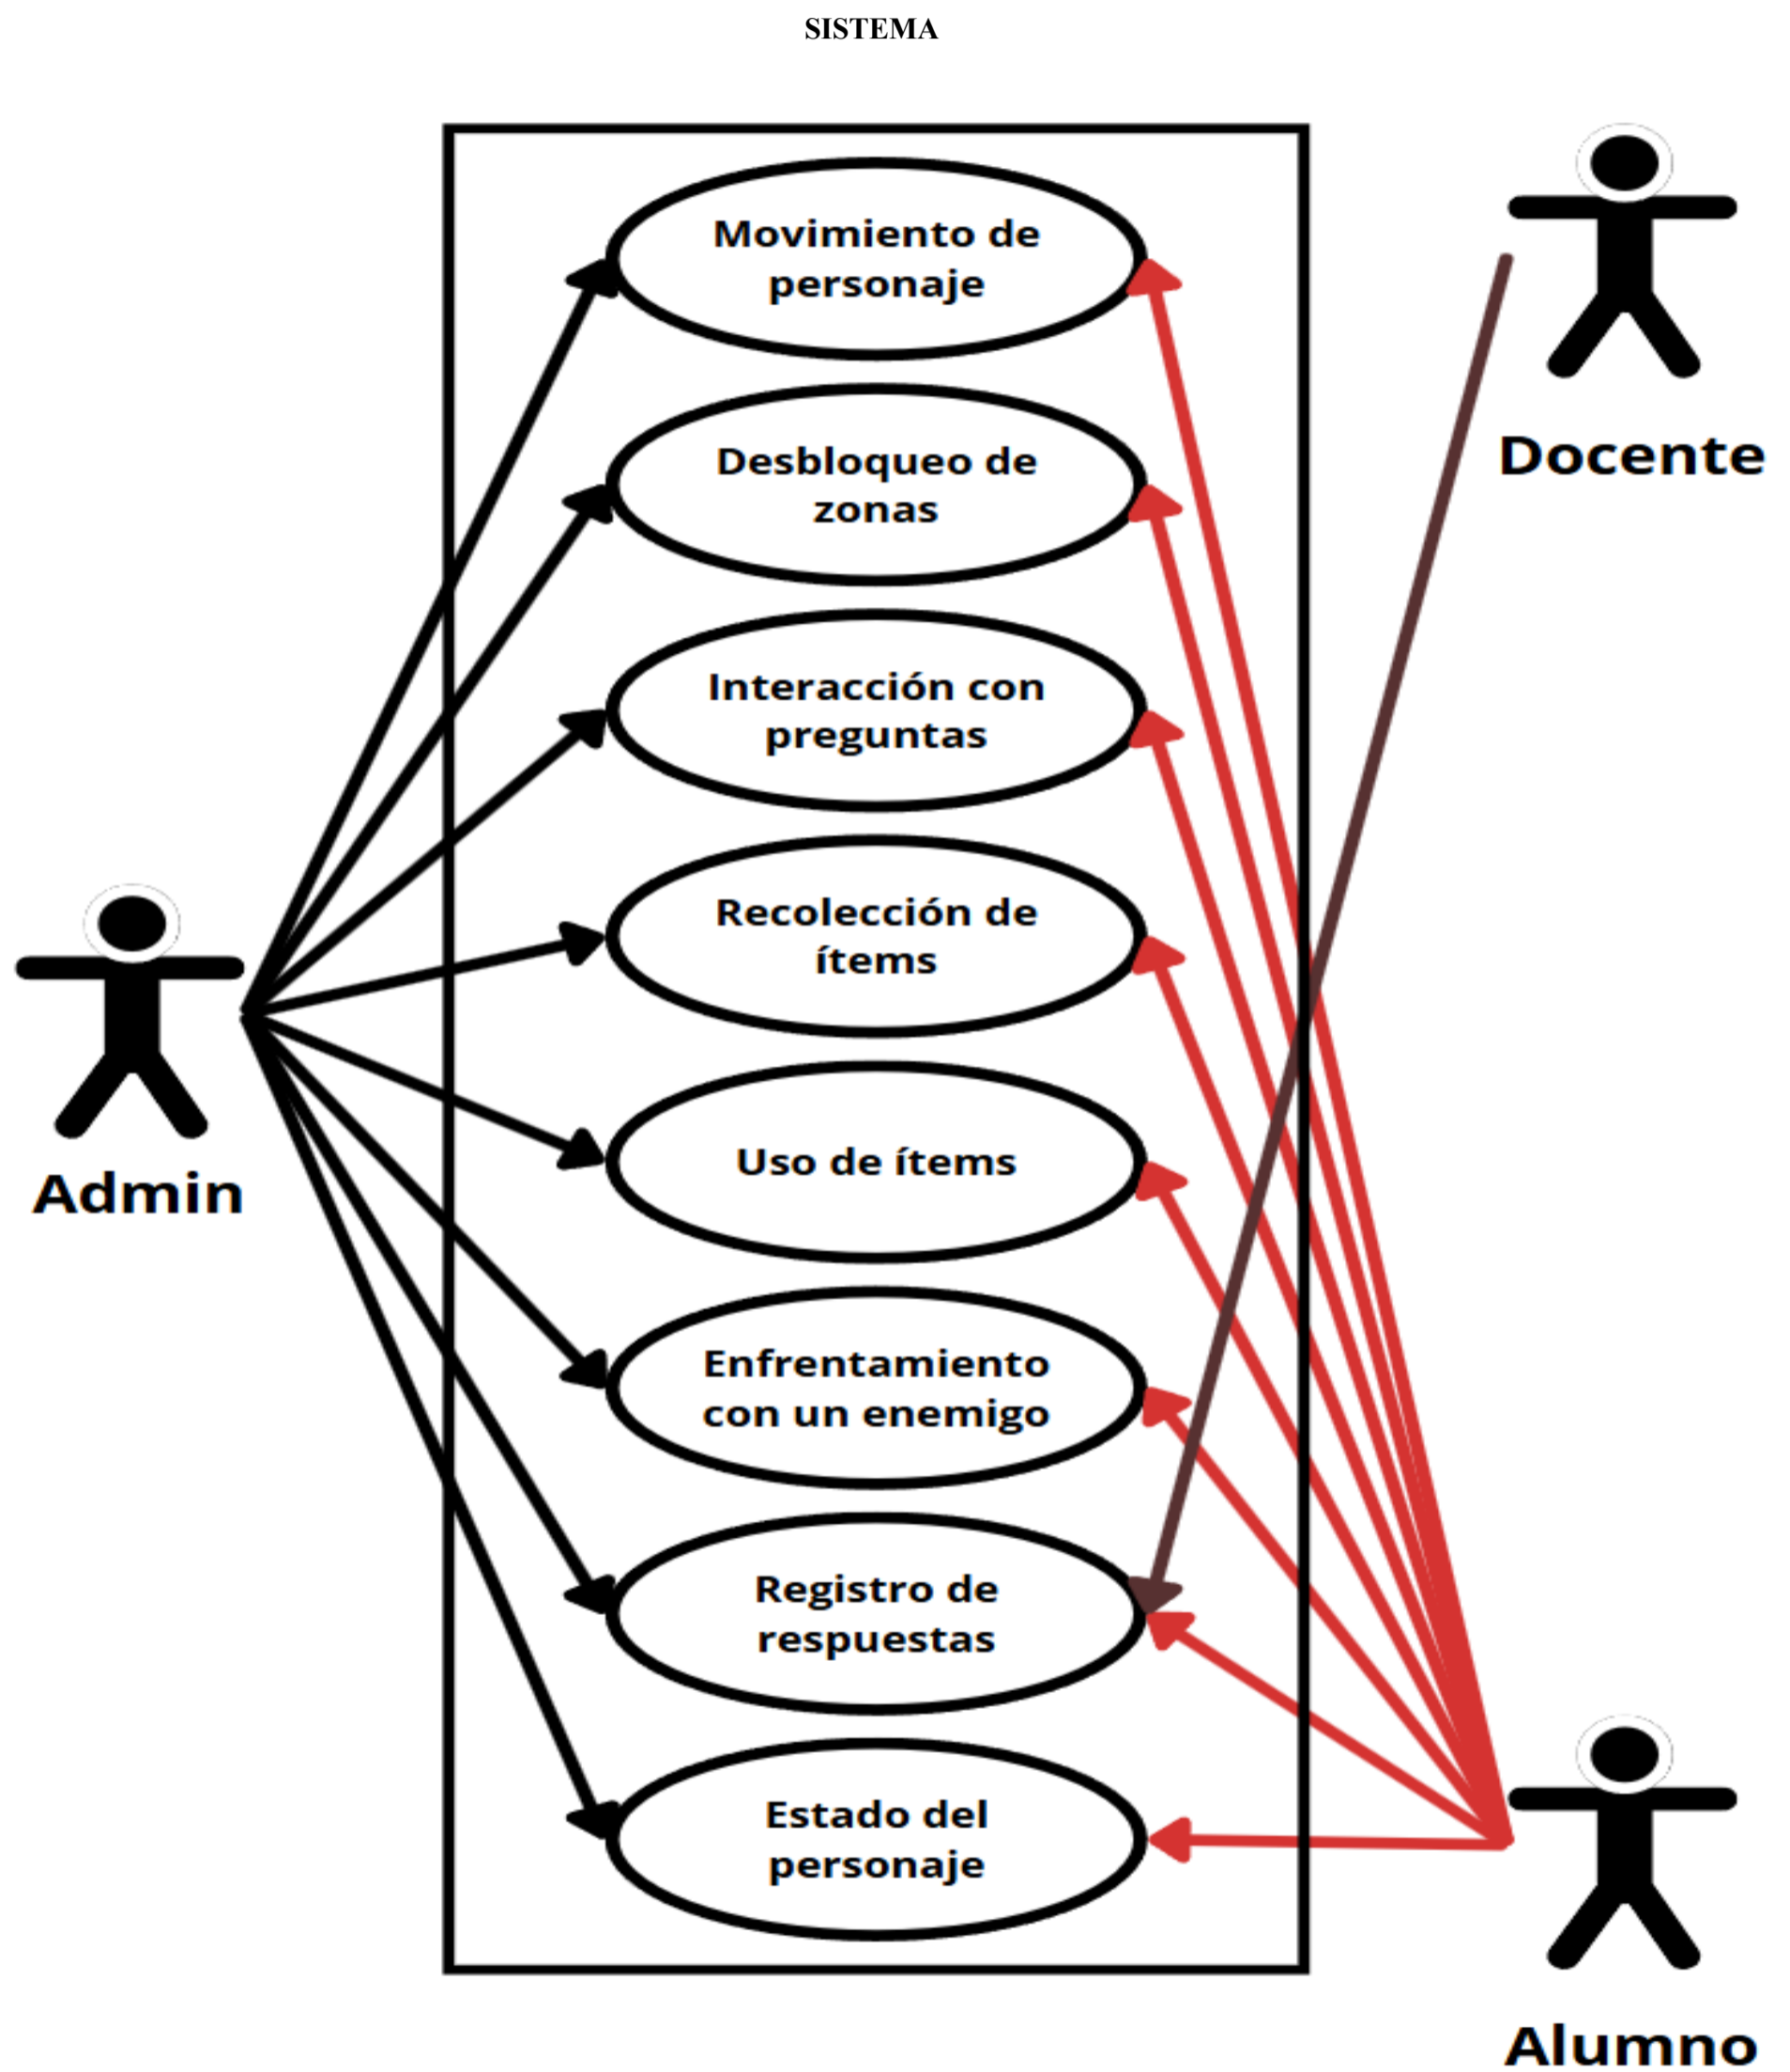 SISTEMA
Movimiento de
personaje
Desbloqueo de
zonas
Interacción con
preguntas
Recolección de
ítems
Uso de ítems
Enfrentamiento
con un enemigo
Registro de
respuestas
Estado del
personaje
Admin
Docente
Alumno